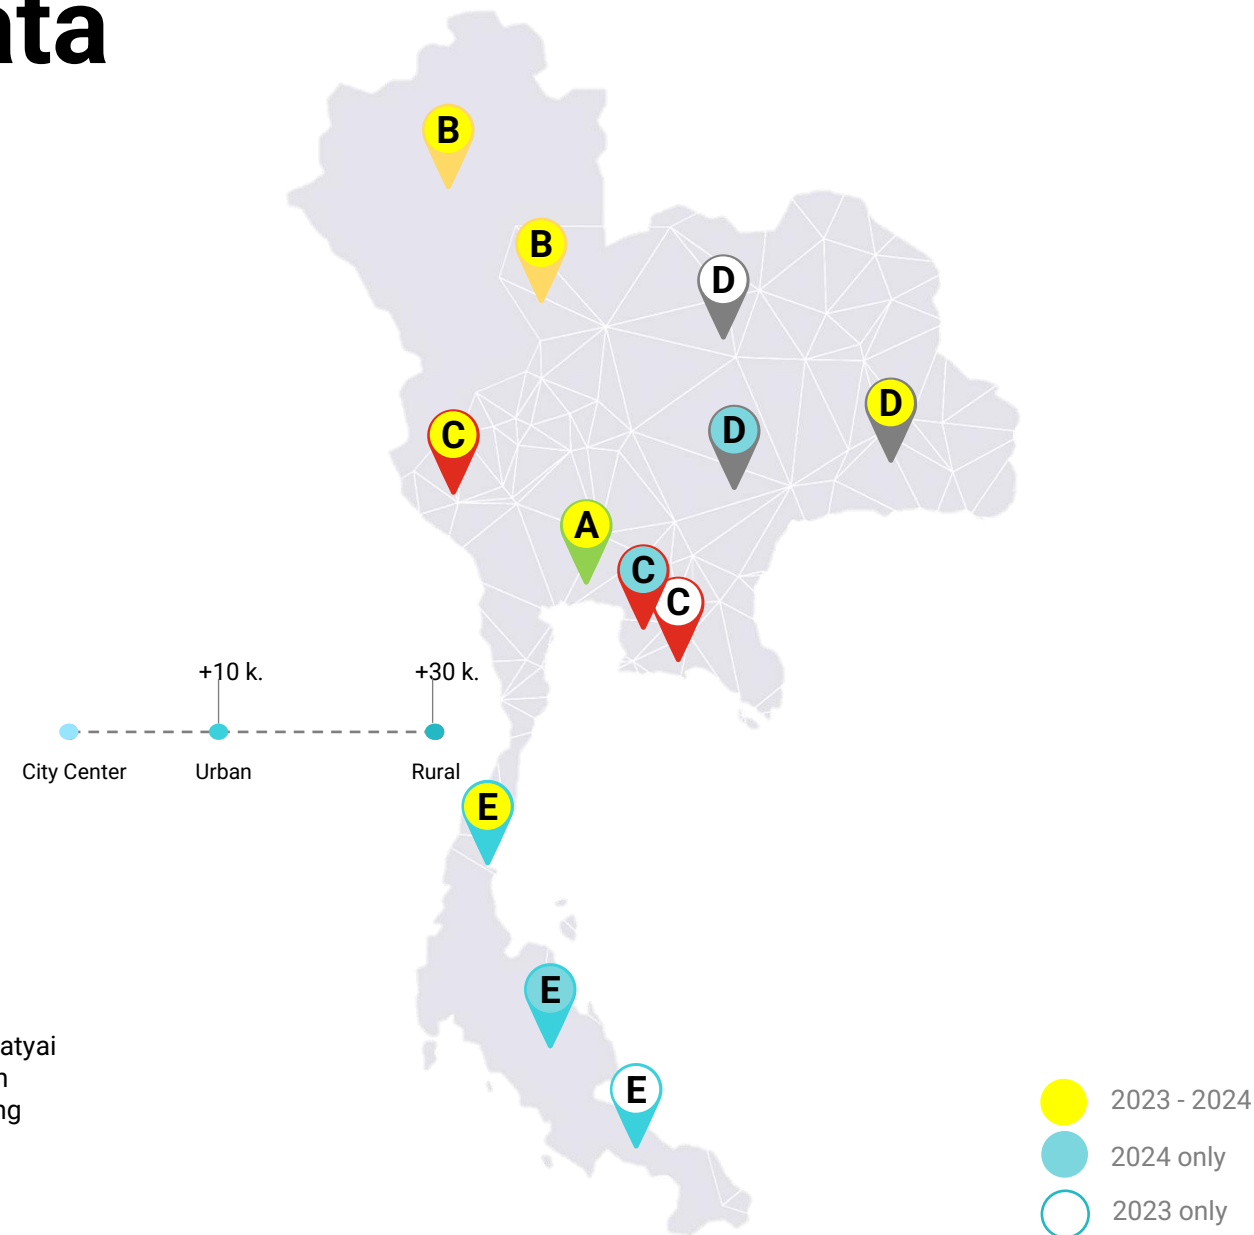 ata
B
B
D
D
C
D
A
C
C
+10 k.
+30 k.
City Center
Urban
Rural
E
E
atyai
n
ng
E
2023 - 2024
2024 only
2023 only